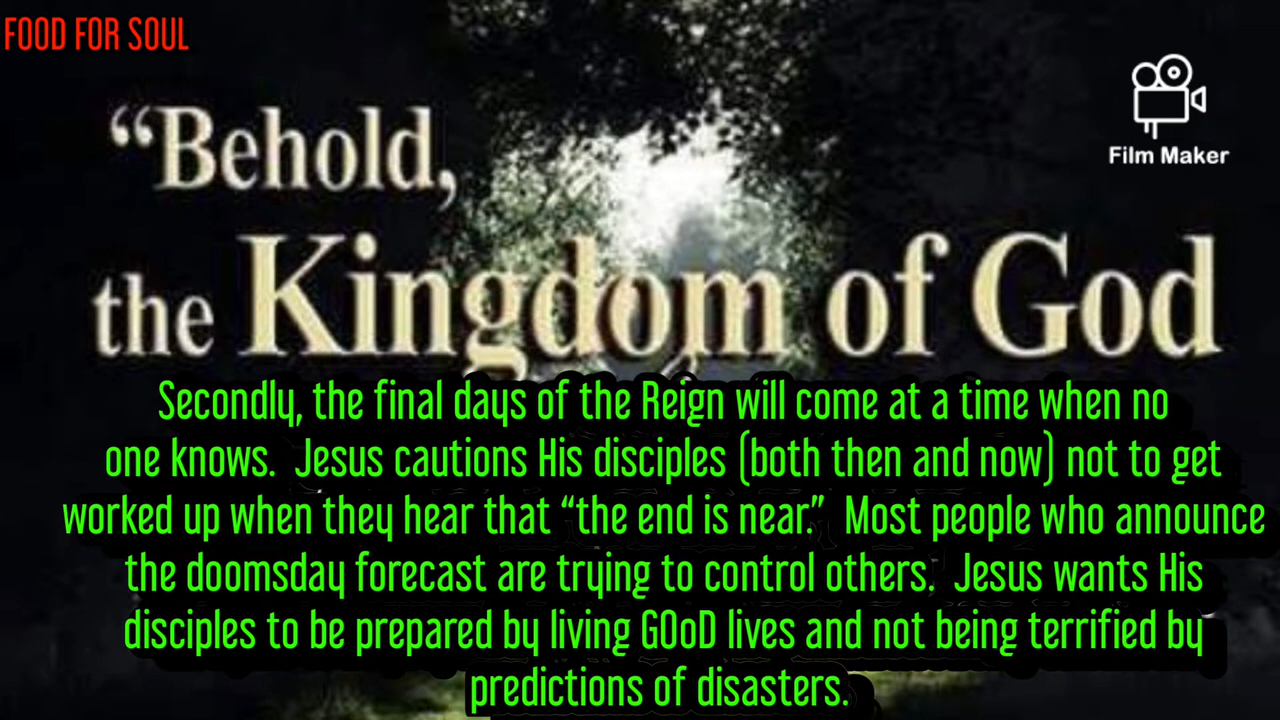 FOOD FOR SOUL
“Behold,
Film Maker
the Kingdom of God
Secondly, the final days of the Reign will come at a time when no
one knows.  Jesus cautions His disciples (both then and now) not to get
worked up when they hear that “the end is near.”  Most people who announce
the doomsday forecast are trying to control others.  Jesus wants His
disciples to be prepared by living GOoD lives and not being terrified by
predictions of disasters.